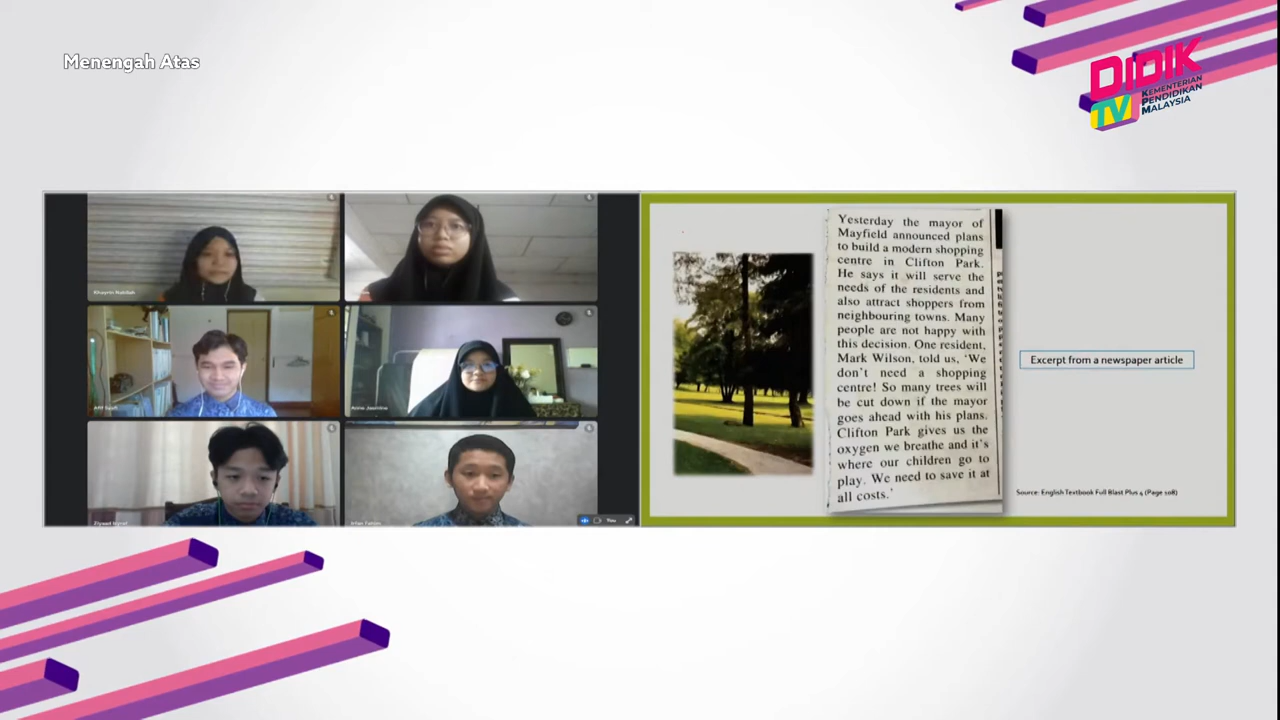 Menengah Atas
DIDIK
TV
KEMENTERIAN
PENDIDIKAN
MALAYSIA
Yesterday the mayor of
Mayfield announced plans
to build a modern shopping
centre in Clifton Park.
He says it will serve the
needs of the residents and
also attract shoppers from
neighbouring towns. Many
people are not happy with
this decision. One resident,
Mark Wilson, told us, 'We
don't need a shopping
centre! So many trees will
be cut down if the mayor
goes ahead with his plans.
Clifton Park gives us the
oxygen we breathe and it's
where our children go to
play. We need to save it at
all costs.'
Excerpt from a newspaper article
Source: English Textbook Full Blast Plus 4 (Page 108)